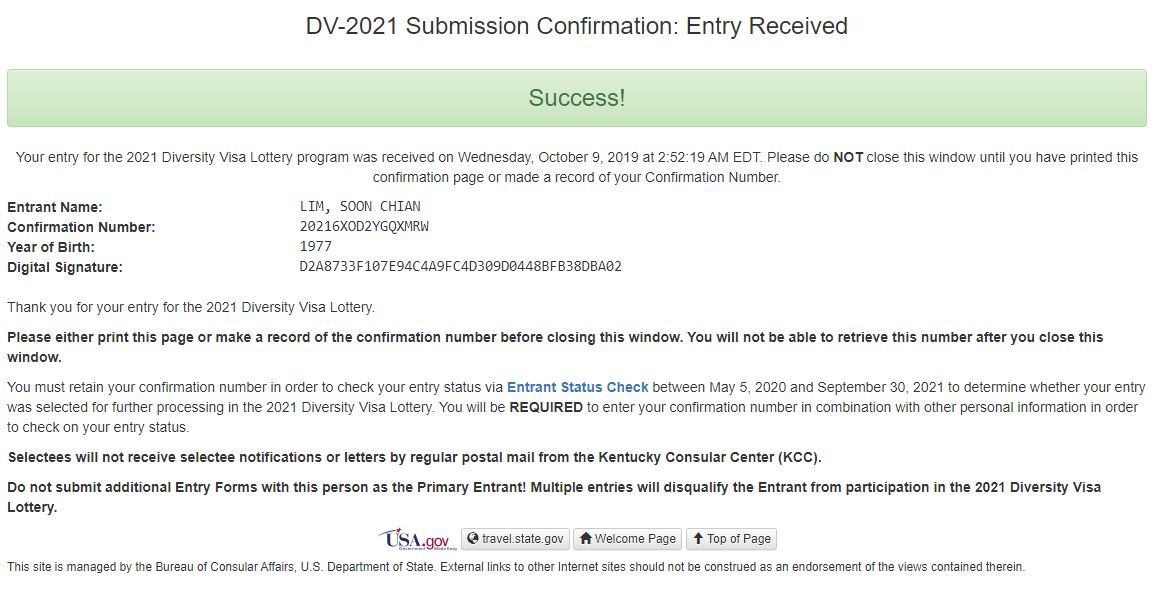 DV-2021 Submission Confirmation: Entry Received
Success!
Your entry for the 2021 Diversity Visa Lottery program was received on Wednesday, October 9, 2019 at 2:52:19 AM EDT. Please do NOT close this window until you have printed this
confirmation page or made a record of your Confirmation Number.
Entrant Name: LIM, SOON CHIAN
Confirmation Number: 20216XOD2YGQXMRW
Year of Birth: 1977
Digital Signature: D2A8733F107E94C4A9FC4D309D0448BFB38DBA02
Thank you for your entry for the 2021 Diversity Visa Lottery.
Please either print this page or make a record of the confirmation number before closing this window. You will not be able to retrieve this number after you close this
window.
You must retain your confirmation number in order to check your entry status via Entrant Status Check between May 5, 2020 and September 30, 2021 to determine whether your entry
was selected for further processing in the 2021 Diversity Visa Lottery. You will be REQUIRED to enter your confirmation number in combination with other personal information in order
to check on your entry status.
Selectees will not receive selectee notifications or letters by regular postal mail from the Kentucky Consular Center (KCC).
Do not submit additional Entry Forms with this person as the Primary Entrant! Multiple entries will disqualify the Entrant from participation in the 2021 Diversity Visa
Lottery.
USA.gov Government Made Easy travel.state.gov Welcome Page Top of Page
This site is managed by the Bureau of Consular Affairs, U.S. Department of State. External links to other Internet sites should not be construed as an endorsement of the views contained therein.